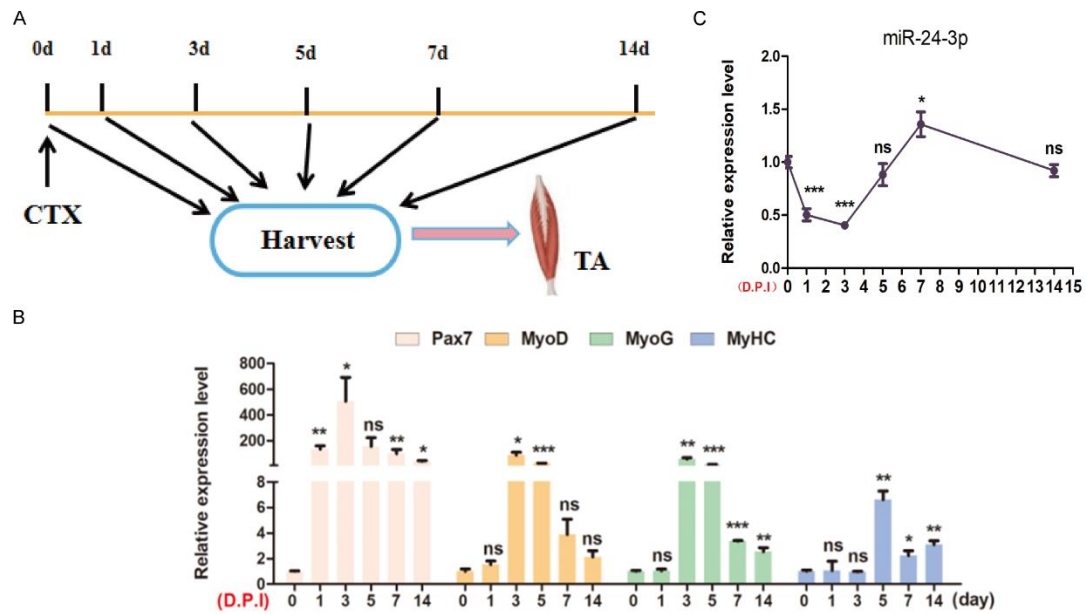 A
0d 1d 3d 5d 7d 14d
CTX
Harvest
TA
C
miR-24-3p
Relative expression level
2.0
1.5
1.0
0.5
0.0
*** *** ns * ns
(D.P.I) 0 1 2 3 4 5 6 7 8 9 10 11 12 13 14 15
B
Pax7 MyoD MyoG MyHC
Relative expression level
800
600
400
200
8
6
4
2
0
** * ns ** *
ns * *** ns ns
ns ** *** *** **
ns ns ** * **
(D.P.I) 0 1 3 5 7 14 0 1 3 5 7 14 0 1 3 5 7 14 0 1 3 5 7 14 (day)